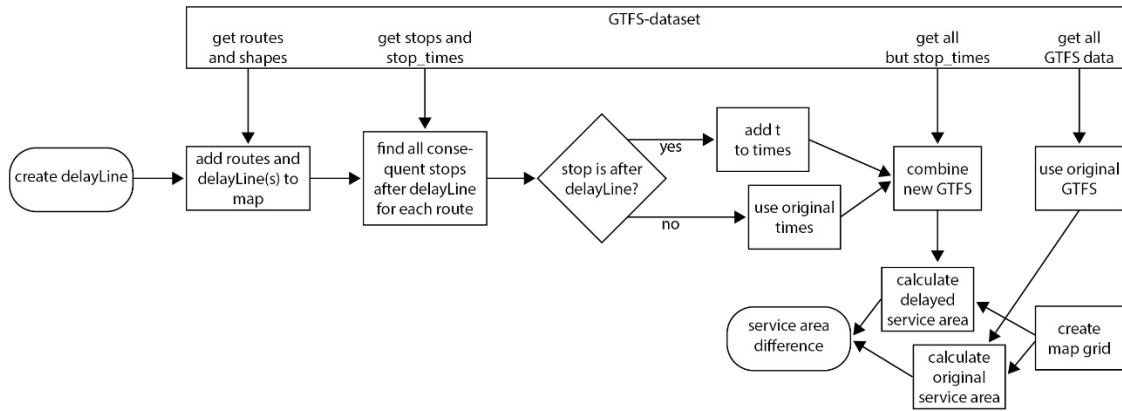 GTFS-dataset
get routes
and shapes
get stops and
stop_times
get all
but stop_times
get all
GTFS data
create delayLine
add routes and
delayLine(s) to
map
find all conse-
quent stops
after delayLine
for each route
stop is after
delayLine?
yes
no
add t
to times
use original
times
combine
new GTFS
use original
GTFS
calculate
delayed
service area
calculate
original
service area
create
map grid
service area
difference